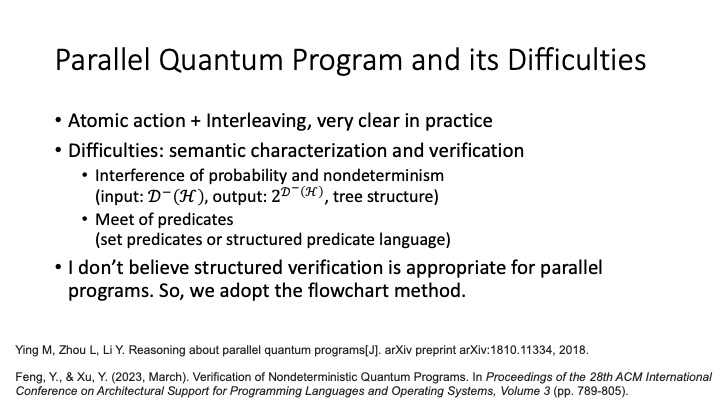 Parallel Quantum Program and its Difficulties
• Atomic action + Interleaving, very clear in practice
• Difficulties: semantic characterization and verification
• Interference of probability and nondeterminism
(input: 𝒟⁻(ℋ), output: 2^𝒟⁻(ℋ), tree structure)
• Meet of predicates
(set predicates or structured predicate language)
• I don’t believe structured verification is appropriate for parallel
programs. So, we adopt the flowchart method.
Ying M, Zhou L, Li Y. Reasoning about parallel quantum programs[J]. arXiv preprint arXiv:1810.11334, 2018.
Feng, Y., & Xu, Y. (2023, March). Verification of Nondeterministic Quantum Programs. In Proceedings of the 28th ACM International
Conference on Architectural Support for Programming Languages and Operating Systems, Volume 3 (pp. 789-805).